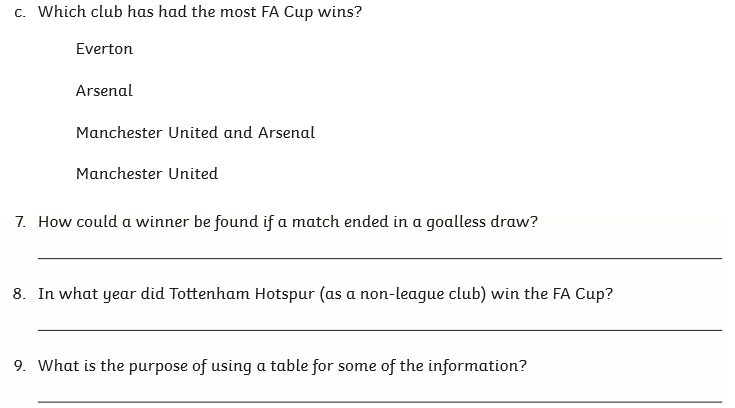 c. Which club has had the most FA Cup wins?
Everton
Arsenal
Manchester United and Arsenal
Manchester United
7. How could a winner be found if a match ended in a goalless draw?
8. In what year did Tottenham Hotspur (as a non-league club) win the FA Cup?
9. What is the purpose of using a table for some of the information?